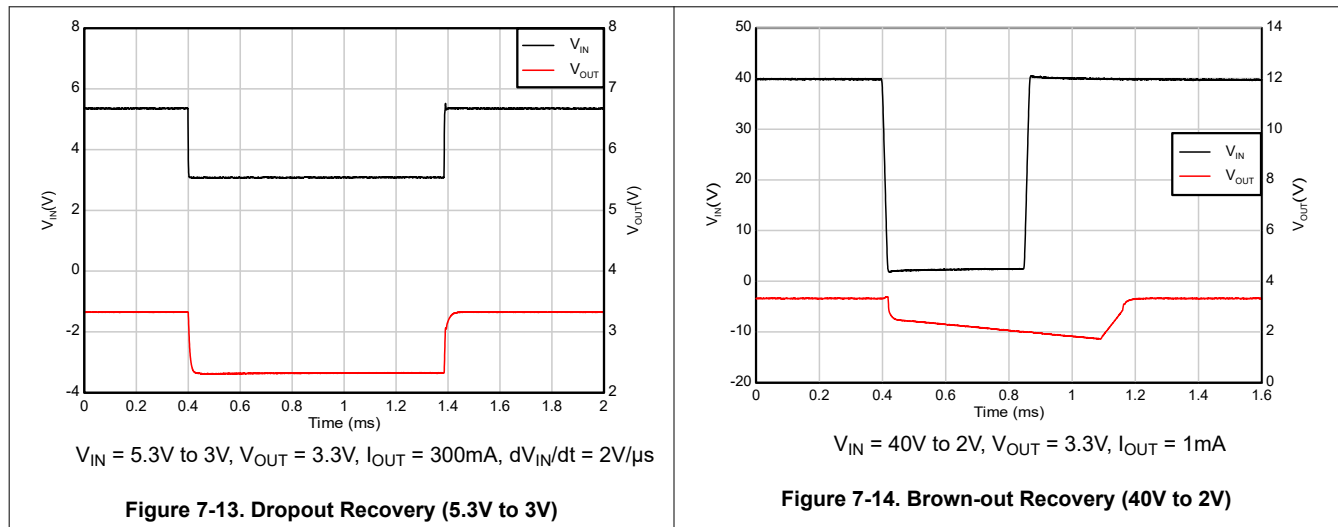 8
6
4
2
0
-2
-4
V_IN(V)
8
7
6
5
4
3
2
V_OUT(V)
V_IN
V_OUT
0 0.2 0.4 0.6 0.8 1 1.2 1.4 1.6 1.8 2
Time (ms)
V_IN = 5.3V to 3V, V_OUT = 3.3V, I_OUT = 300mA, dV_IN/dt = 2V/µs
Figure 7-13. Dropout Recovery (5.3V to 3V)
50
40
30
20
10
0
-10
-20
V_IN(V)
14
12
10
8
6
4
2
0
V_OUT(V)
V_IN
V_OUT
0 0.2 0.4 0.6 0.8 1 1.2 1.4 1.6
Time (ms)
V_IN = 40V to 2V, V_OUT = 3.3V, I_OUT = 1mA
Figure 7-14. Brown-out Recovery (40V to 2V)